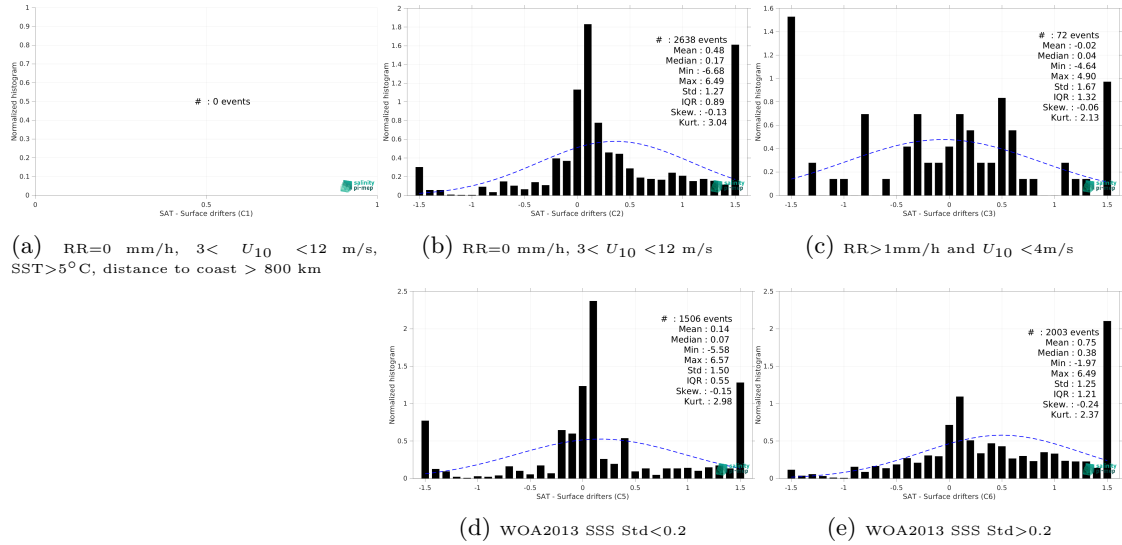 1
0.9
0.8
0.7
0.6
0.5
0.4
0.3
0.2
0.1
0
Normalized histogram
# : 0 events
0 0.5 1
SAT - Surface drifters (C1)
salinity
pi-mep
(a) RR=0 mm/h, 3< U10 <12 m/s,
SST>5°C, distance to coast > 800 km
2
1.8
1.6
1.4
1.2
1
0.8
0.6
0.4
0.2
0
Normalized histogram
# : 2638 events
Mean : 0.48
Median : 0.17
Min : -6.68
Max : 6.49
Std : 1.27
IQR : 0.89
Skew. : -0.13
Kurt. : 3.04
-1.5 -1 -0.5 0 0.5 1 1.5
SAT - Surface drifters (C2)
salinity
pi-mep
(b) RR=0 mm/h, 3< U10 <12 m/s
1.6
1.4
1.2
1
0.8
0.6
0.4
0.2
0
Normalized histogram
# : 72 events
Mean : -0.02
Median : 0.04
Min : -4.64
Max : 4.90
Std : 1.67
IQR : 1.32
Skew. : -0.06
Kurt. : 2.13
-1.5 -1 -0.5 0 0.5 1 1.5
SAT - Surface drifters (C3)
salinity
pi-mep
(c) RR>1mm/h and U10 <4m/s
2.5
2
1.5
1
0.5
0
Normalized histogram
# : 1506 events
Mean : 0.14
Median : 0.07
Min : -5.58
Max : 6.57
Std : 1.50
IQR : 0.55
Skew. : -0.15
Kurt. : 2.98
-1.5 -1 -0.5 0 0.5 1 1.5
SAT - Surface drifters (C5)
salinity
pi-mep
(d) WOA2013 SSS Std<0.2
2.5
2
1.5
1
0.5
0
Normalized histogram
# : 2003 events
Mean : 0.75
Median : 0.38
Min : -1.97
Max : 6.49
Std : 1.25
IQR : 1.21
Skew. : -0.24
Kurt. : 2.37
-1.5 -1 -0.5 0 0.5 1 1.5
SAT - Surface drifters (C6)
salinity
pi-mep
(e) WOA2013 SSS Std>0.2